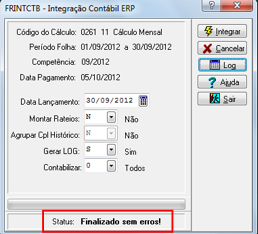 FRINTCTB - Integração Contábil ERP
Código do Cálculo: 0261 11 Cálculo Mensal
Período Folha: 01/09/2012 a 30/09/2012
Competência: 09/2012
Data Pagamento: 05/10/2012
Data Lançamento: 30/09/2012
Montar Rateios: N Não
Agrupar Cpl Histórico: N Não
Gerar LOG: S Sim
Contabilizar: 0 Todos
Status: Finalizado sem erros!
Integrar
Cancelar
Log
Ajuda
Sair